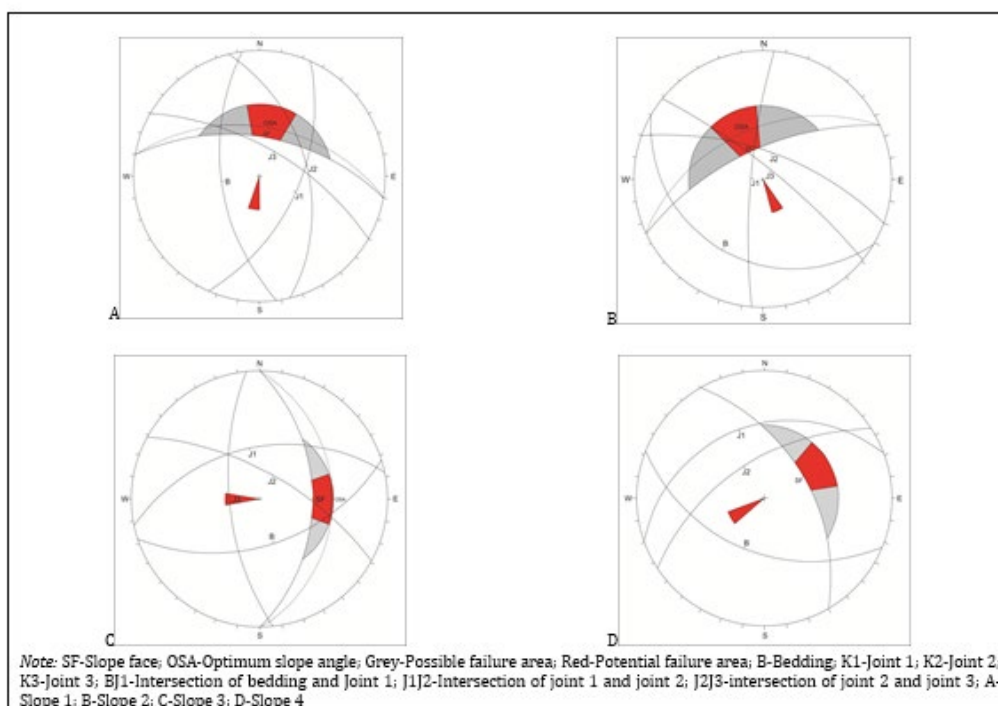 N
N
OSA
SF
J3
J2
W
B
E
J1
S
A
OSA
J2
W
J1
J3
E
B
S
B
N
N
J1
J2
W
SF
OSA
E
B
S
C
J1
J2
SF
W
E
B
S
D
Note: SF-Slope face; OSA-Optimum slope angle; Grey-Possible failure area; Red-Potential failure area; B-Bedding; K1-Joint 1; K2-Joint 2;
K3-Joint 3; BJ1-Intersection of bedding and Joint 1; J1J2-Intersection of joint 1 and joint 2; J2J3-intersection of joint 2 and joint 3; A-
Slope 1; B-Slope 2; C-Slope 3; D-Slope 4